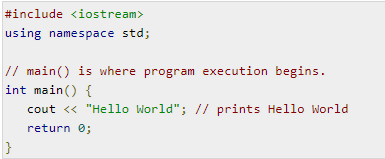 #include <iostream>
using namespace std;
// main() is where program execution begins.
int main() {
cout << "Hello World"; // prints Hello World
return 0;
}